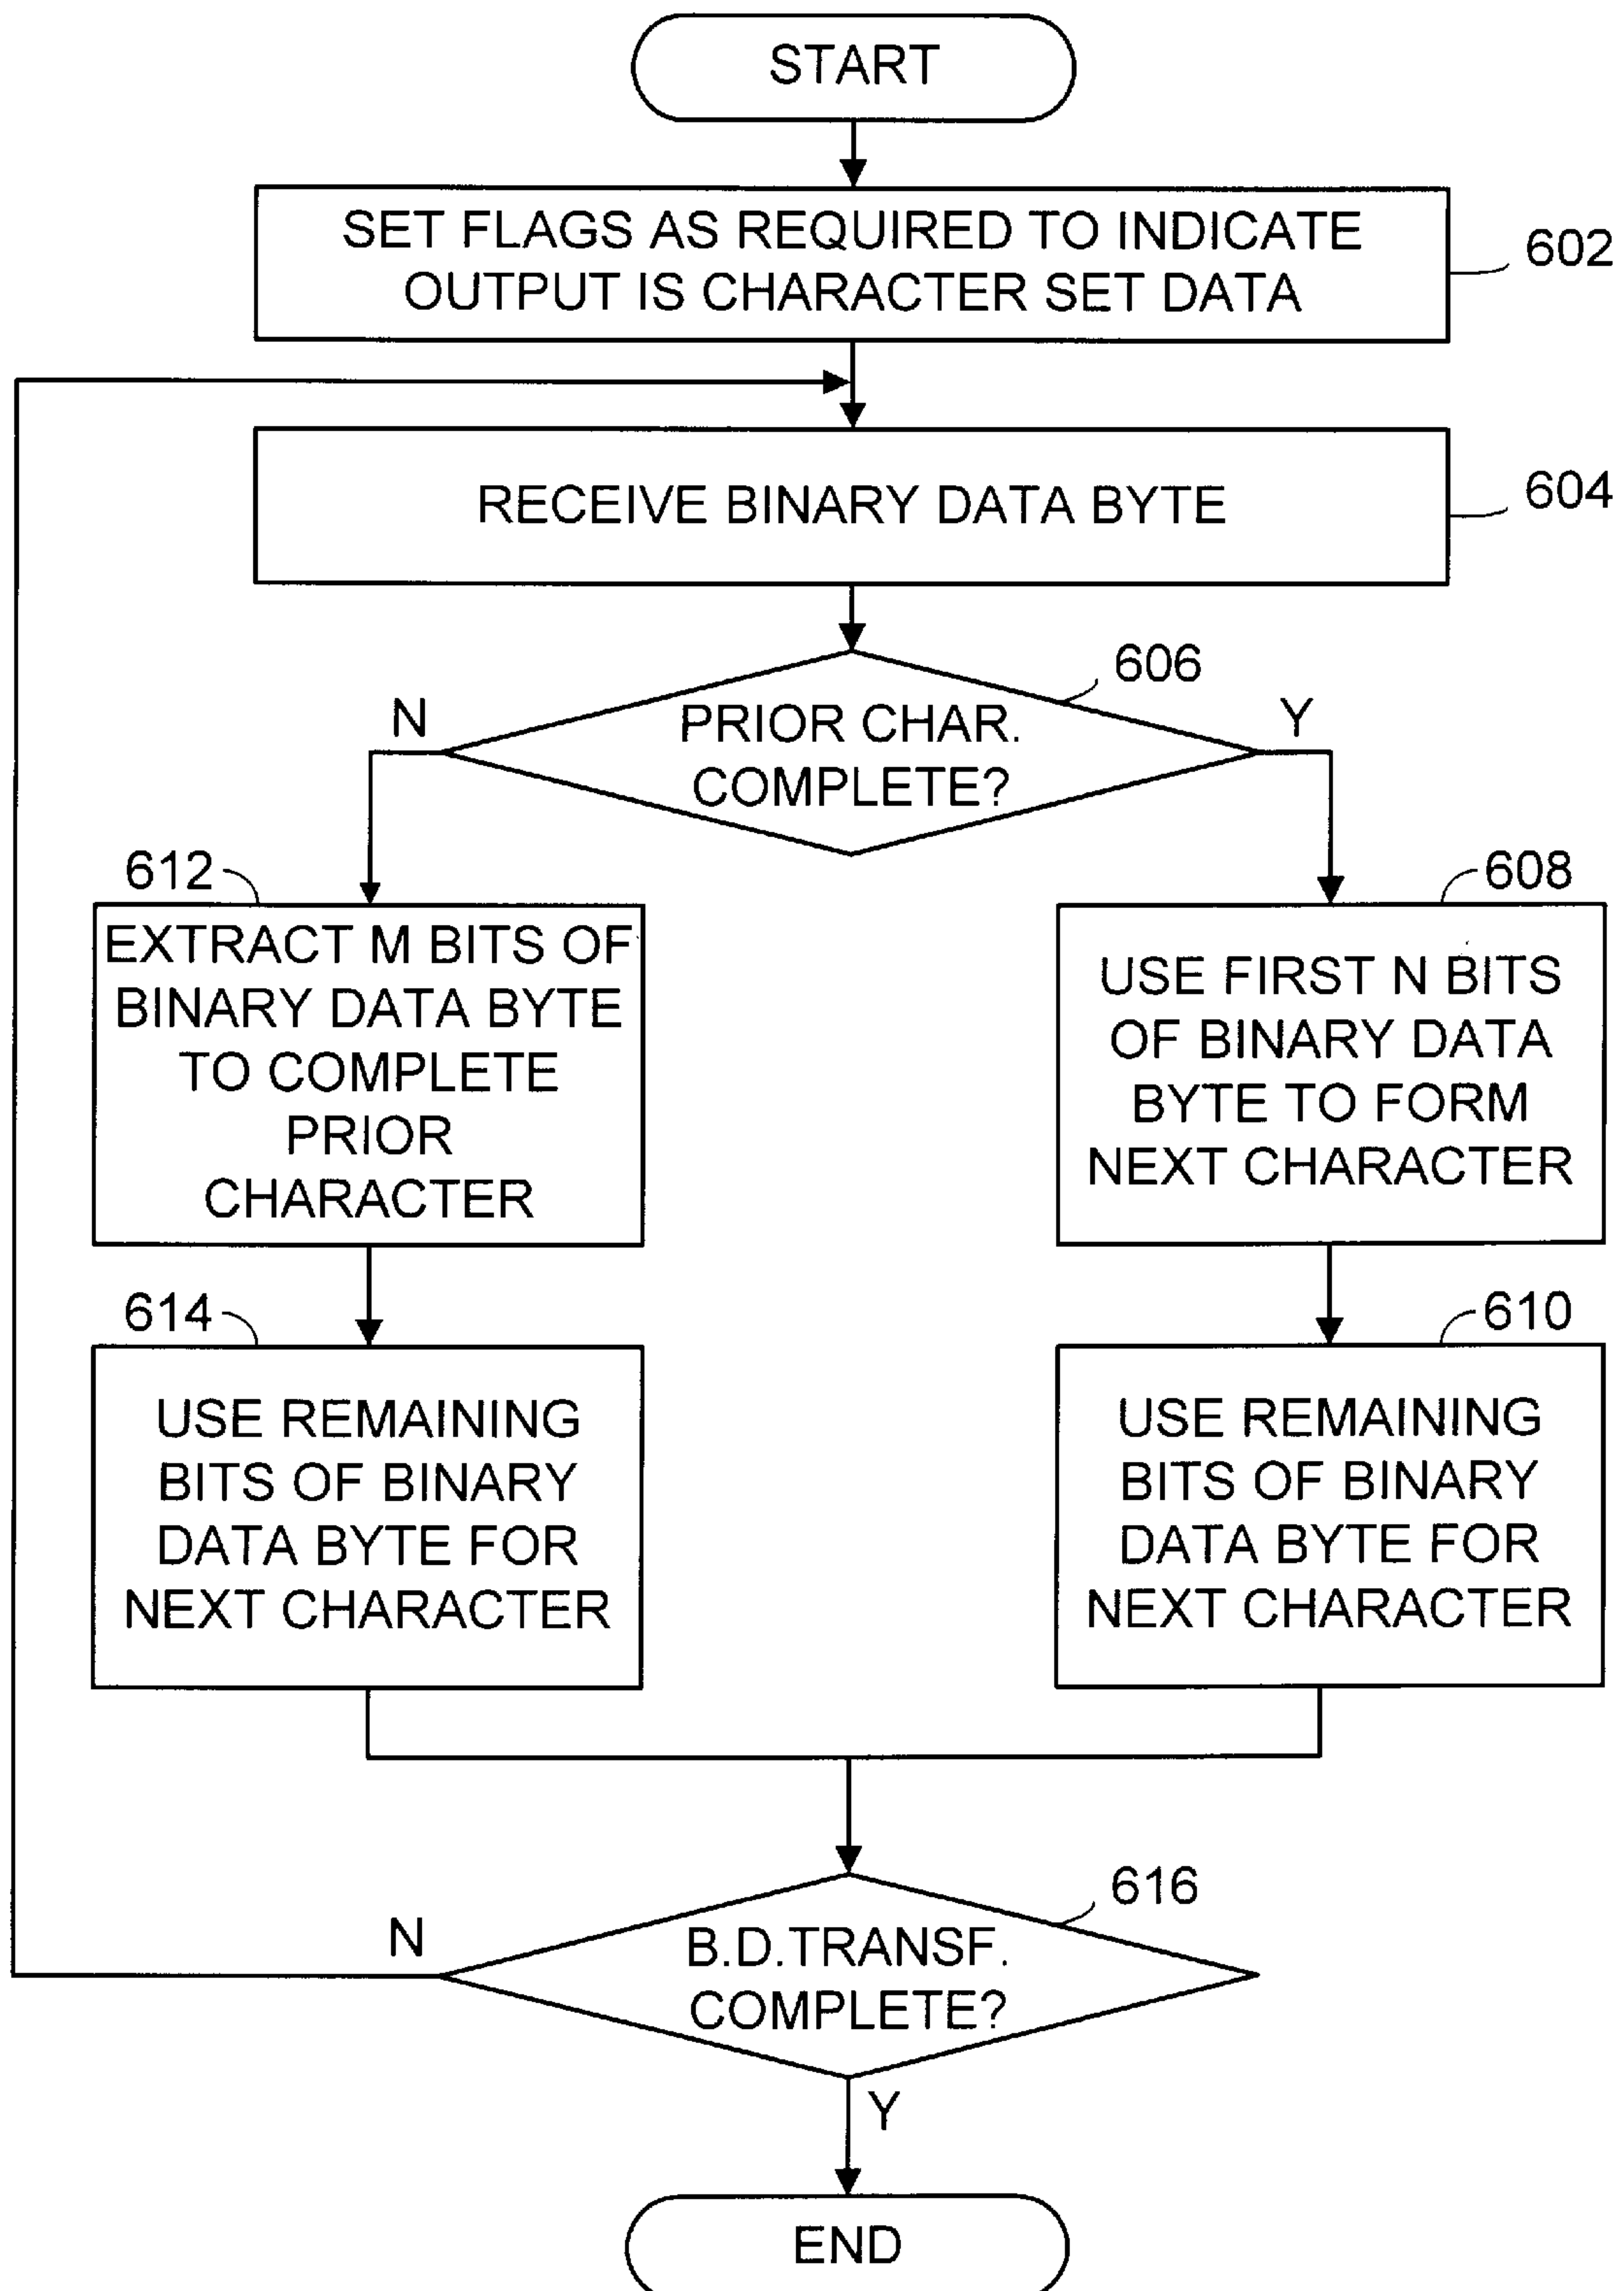 START
SET FLAGS AS REQUIRED TO INDICATE
OUTPUT IS CHARACTER SET DATA
602
RECEIVE BINARY DATA BYTE
604
606
N
PRIOR CHAR.
COMPLETE?
Y
612
EXTRACT M BITS OF
BINARY DATA BYTE
TO COMPLETE
PRIOR
CHARACTER
608
USE FIRST N BITS
OF BINARY DATA
BYTE TO FORM
NEXT CHARACTER
614
USE REMAINING
BITS OF BINARY
DATA BYTE FOR
NEXT CHARACTER
610
USE REMAINING
BITS OF BINARY
DATA BYTE FOR
NEXT CHARACTER
616
N
B.D.TRANSF.
COMPLETE?
Y
END